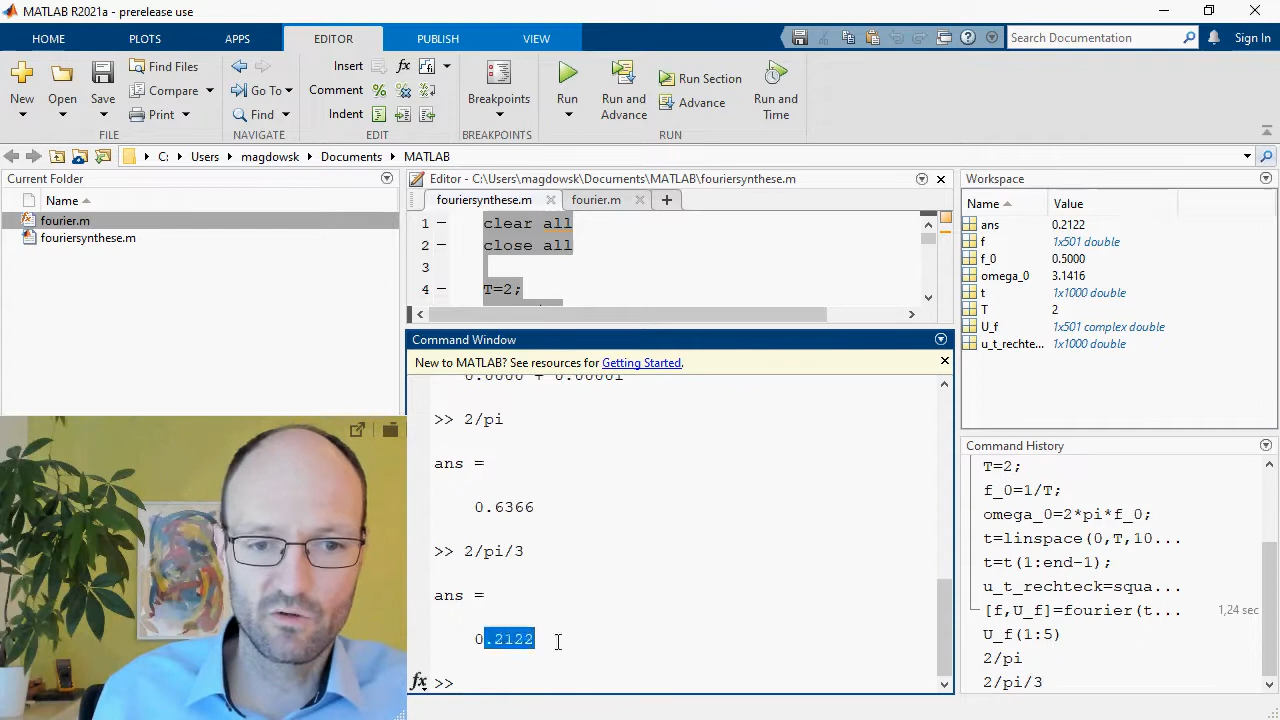 MATLAB R2021a - prerelease use
HOME PLOTS APPS EDITOR PUBLISH VIEW
Search Documentation
Sign In
New
Open
Save
Find Files
Compare
Print
FILE
Go To
Find
NAVIGATE
Insert
Comment
Indent
EDIT
Breakpoints
BREAKPOINTS
Run
Run and Advance
Run Section
Advance
Run and Time
RUN
C: Users magdowsk Documents MATLAB
Current Folder
Name
fourier.m
fouriersynthese.m
Editor - C:\Users\magdowsk\Documents\MATLAB\fouriersynthese.m
fouriersynthese.m fourier.m
1 clear all
2 close all
3
4 T=2;
Command Window
New to MATLAB? See resources for Getting Started.
>> 2/pi
ans =
0.6366
>> 2/pi/3
ans =
0.2122
fx >>
Workspace
Name Value
ans 0.2122
f 1x501 double
f_0 0.5000
omega_0 3.1416
t 1x1000 double
T 2
U_f 1x501 complex double
u_t_rechte... 1x1000 double
Command History
T=2;
f_0=1/T;
omega_0=2*pi*f_0;
t=linspace(0,T,10...
t=t(1:end-1);
u_t_rechteck=squa...
[f,U_f]=fourier(t... 1,24 sec
U_f(1:5)
2/pi
2/pi/3